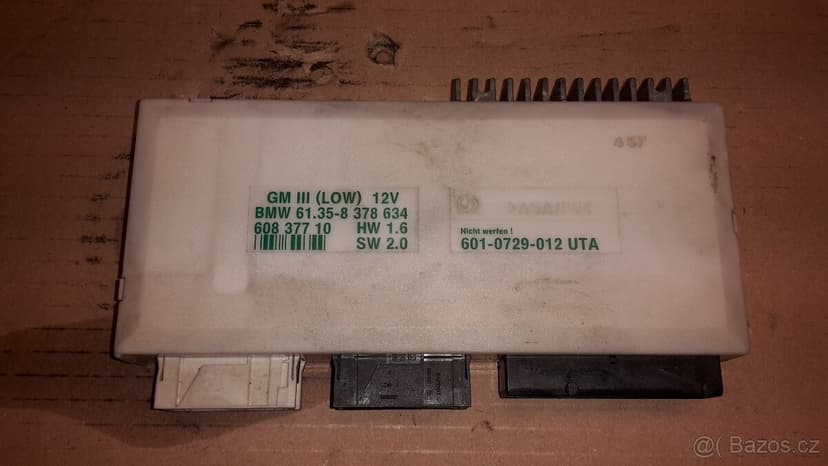 457
GM III (LOW) 12V
BMW 61.35-8 378 634
608 377 10 HW 1.6
SW 2.0
Nicht werfen !
601-0729-012 UTA
@( Bazos.cz